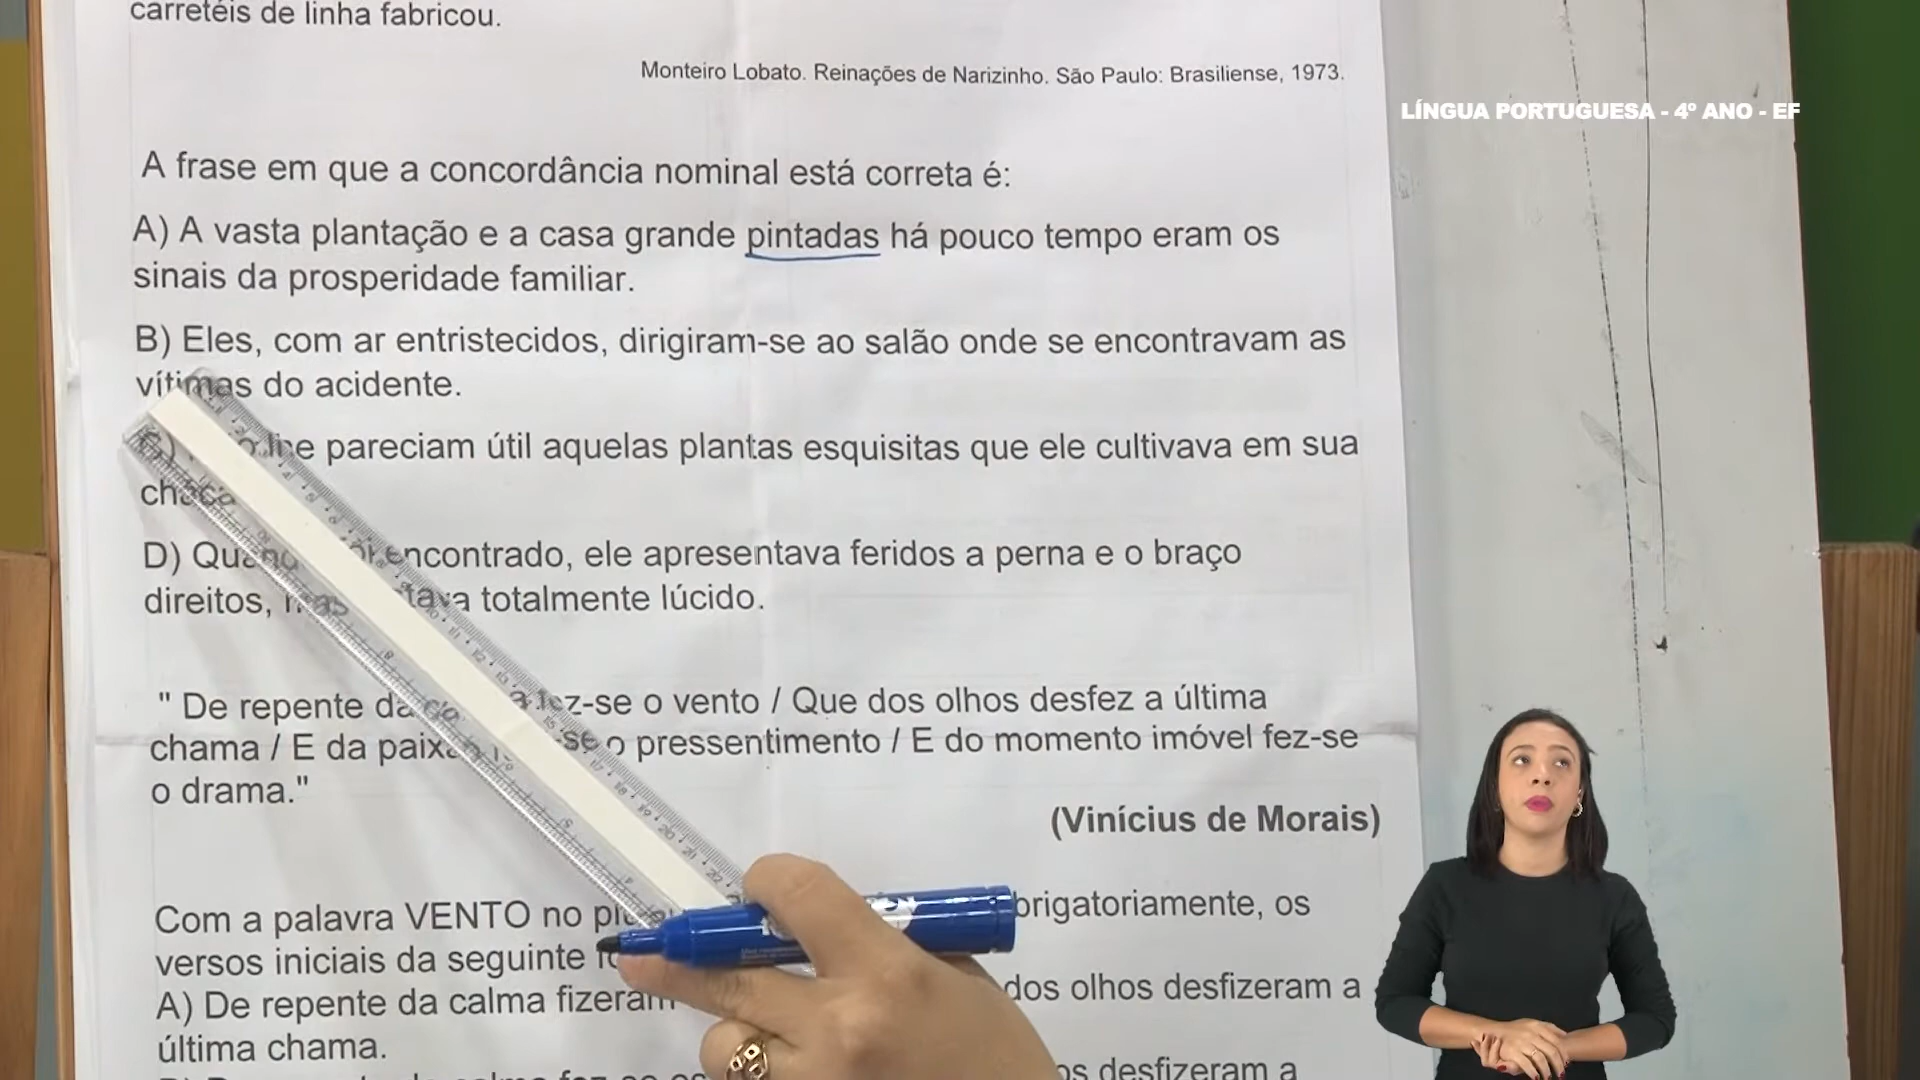 carretéis de linha fabricou.
Monteiro Lobato. Reinações de Narizinho. São Paulo: Brasiliense, 1973.
LÍNGUA PORTUGUESA - 4º ANO - EF
A frase em que a concordância nominal está correta é:
A) A vasta plantação e a casa grande pintadas há pouco tempo eram os
sinais da prosperidade familiar.
B) Eles, com ar entristecidos, dirigiram-se ao salão onde se encontravam as
vítimas do acidente.
pareciam útil aquelas plantas esquisitas que ele cultivava em sua
D) encontrado, ele apresentava feridos a perna e o braço
direitos, totalmente lúcido.
" De repente o vento / Que dos olhos desfez a última
chama / E da o pressentimento / E do momento imóvel fez-se
o drama."
(Vinícius de Morais)
Com a palavra VENTO no os
versos iniciais da seguinte
A) De repente da calma fizeram dos olhos desfizeram a
última chama.
desfizeram a